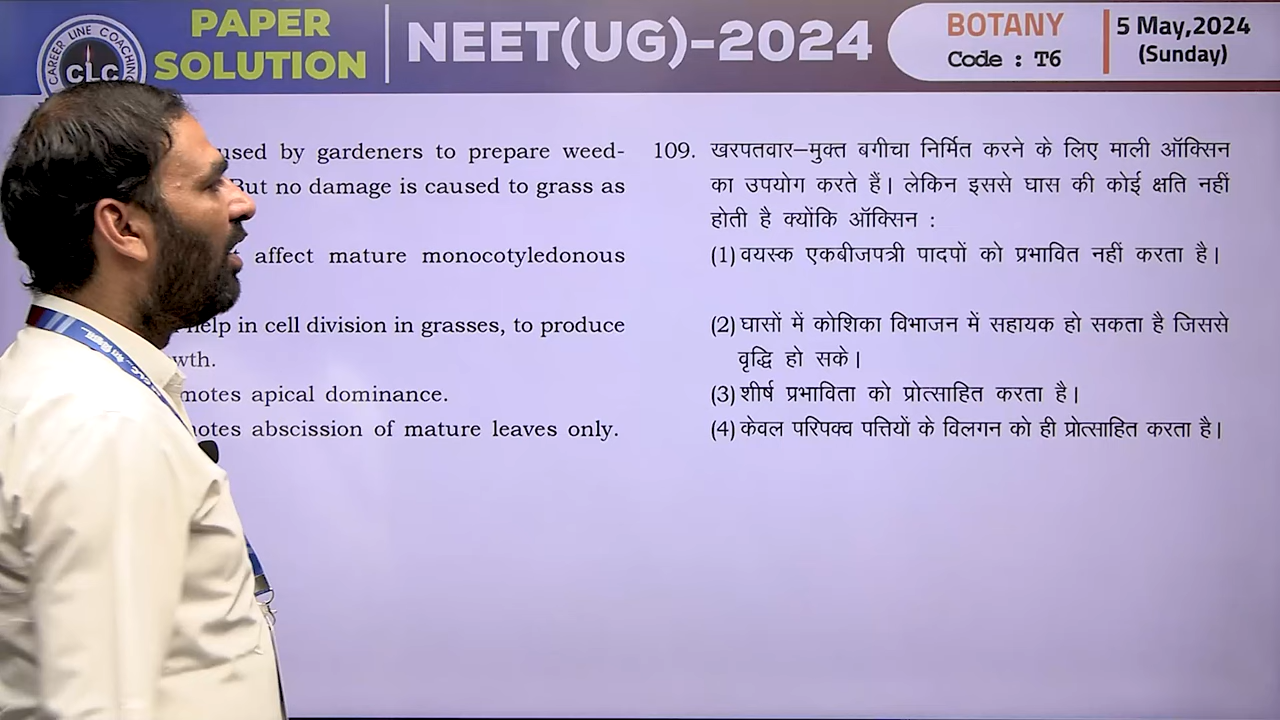 PAPER
SOLUTION
NEET(UG)-2024
BOTANY
Code : T6
5 May,2024
(Sunday)
CAREER LINE COACHING
CLC
used by gardeners to prepare weed-
But no damage is caused to grass as
affect mature monocotyledonous
help in cell division in grasses, to produce
apical dominance.
abscission of mature leaves only.
109. खरपतवार–मुक्त बगीचा निर्मित करने के लिए माली ऑक्सिन
का उपयोग करते हैं। लेकिन इससे घास की कोई क्षति नहीं
होती है क्योंकि ऑक्सिन :
(1) वयस्क एकबीजपत्री पादपों को प्रभावित नहीं करता है।
(2) घासों में कोशिका विभाजन में सहायक हो सकता है जिससे
वृद्धि हो सके।
(3) शीर्ष प्रभाविता को प्रोत्साहित करता है।
(4) केवल परिपक्व पत्तियों के विलगन को ही प्रोत्साहित करता है।